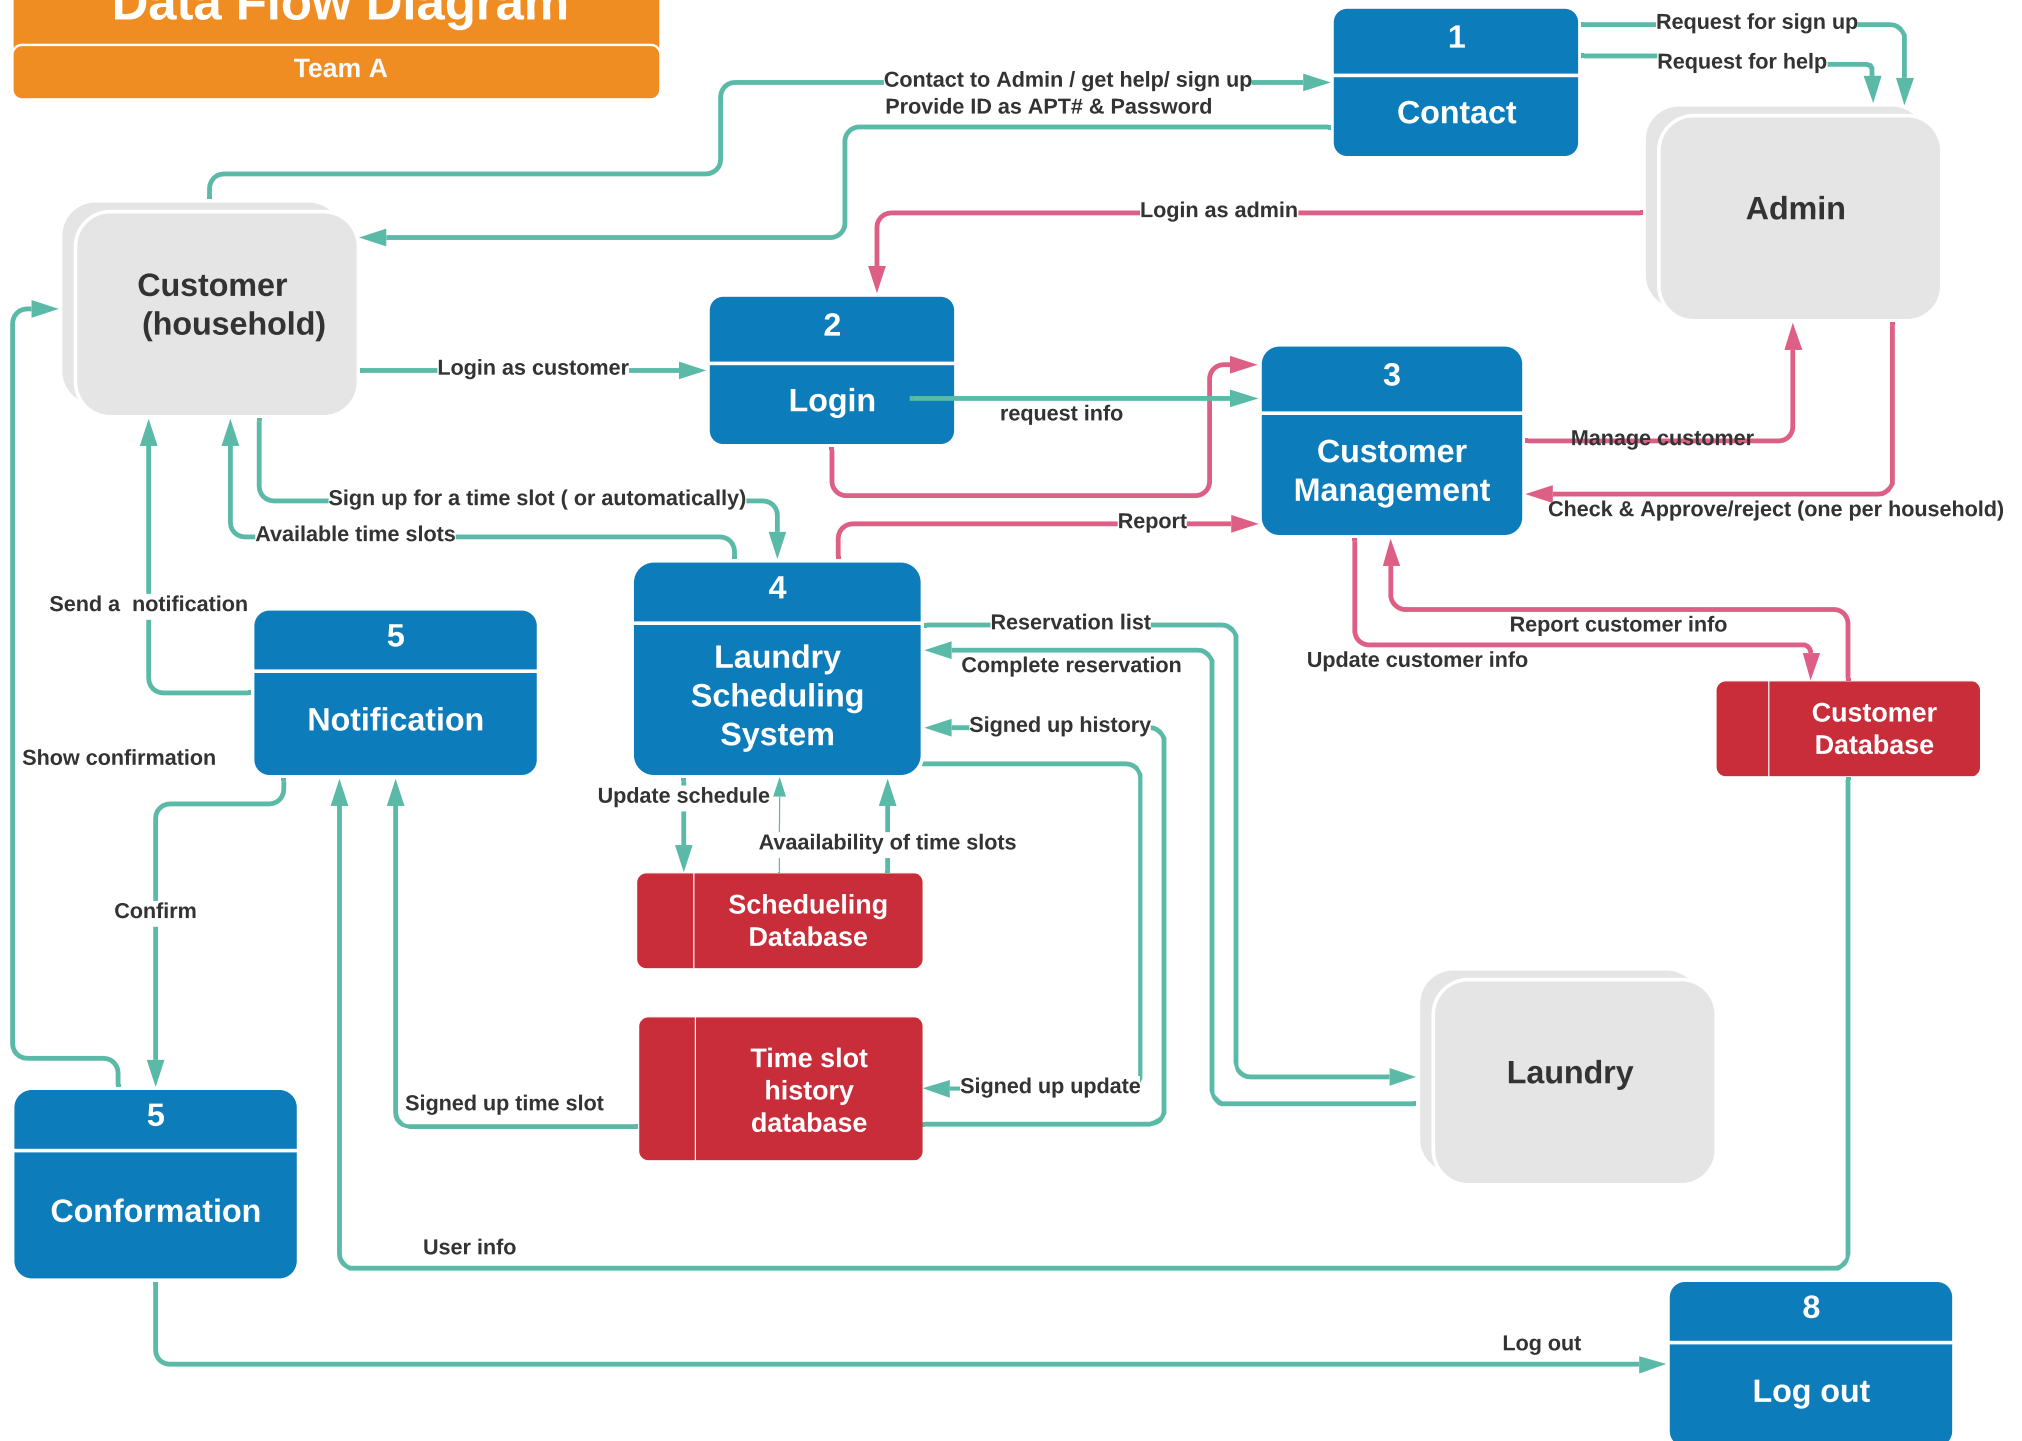 Data Flow Diagram
Team A
1
Contact
Request for sign up
Request for help
Contact to Admin / get help/ sign up
Provide ID as APT# & Password
Admin
Login as admin
Customer
(household)
Login as customer
2
Login
request info
3
Customer
Management
Manage customer
Check & Approve/reject (one per household)
Sign up for a time slot ( or automatically)
Available time slots
Report
Send a  notification
5
Notification
4
Laundry
Scheduling
System
Reservation list
Complete reservation
Report customer info
Update customer info
Customer
Database
Signed up history
Show confirmation
Update schedule
Avaailability of time slots
Confirm
Schedueling
Database
Time slot
history
database
Signed up update
Signed up time slot
Laundry
5
Conformation
User info
8
Log out
Log out